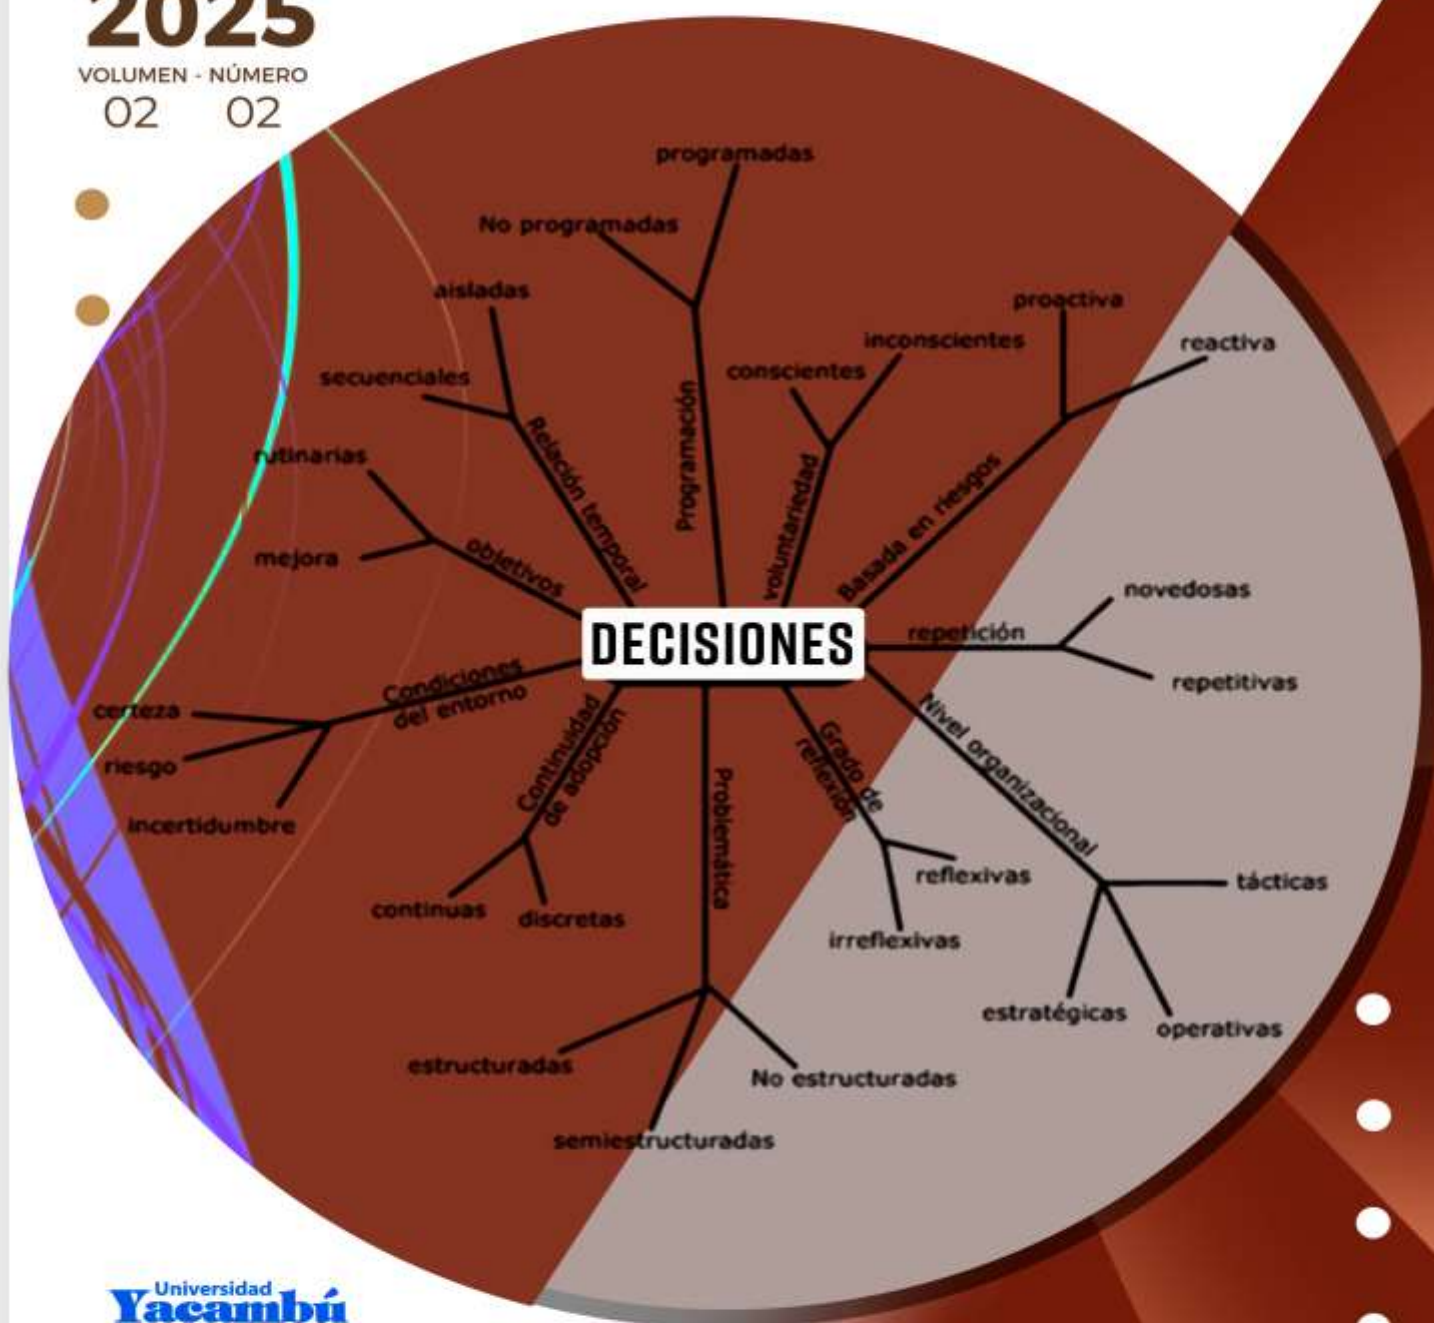 2025
VOLUMEN - NÚMERO
02 02
programadas
No programadas
aisladas
proactiva
inconscientes
reactiva
conscientes
secuenciales
Programación
Relación temporal
rutinarias
voluntariedad
Basada en riesgos
mejora
objetivos
novedosas
DECISIONES
repetición
repetitivas
Condiciones
del entorno
certeza
riesgo
incertidumbre
Continuidad
de adopción
Problemática
Grado de
reflexión
Nivel organizacional
continuas
discretas
reflexivas
irreflexivas
tácticas
estratégicas
operativas
estructuradas
No estructuradas
semiestructuradas
Universidad
Yacambú